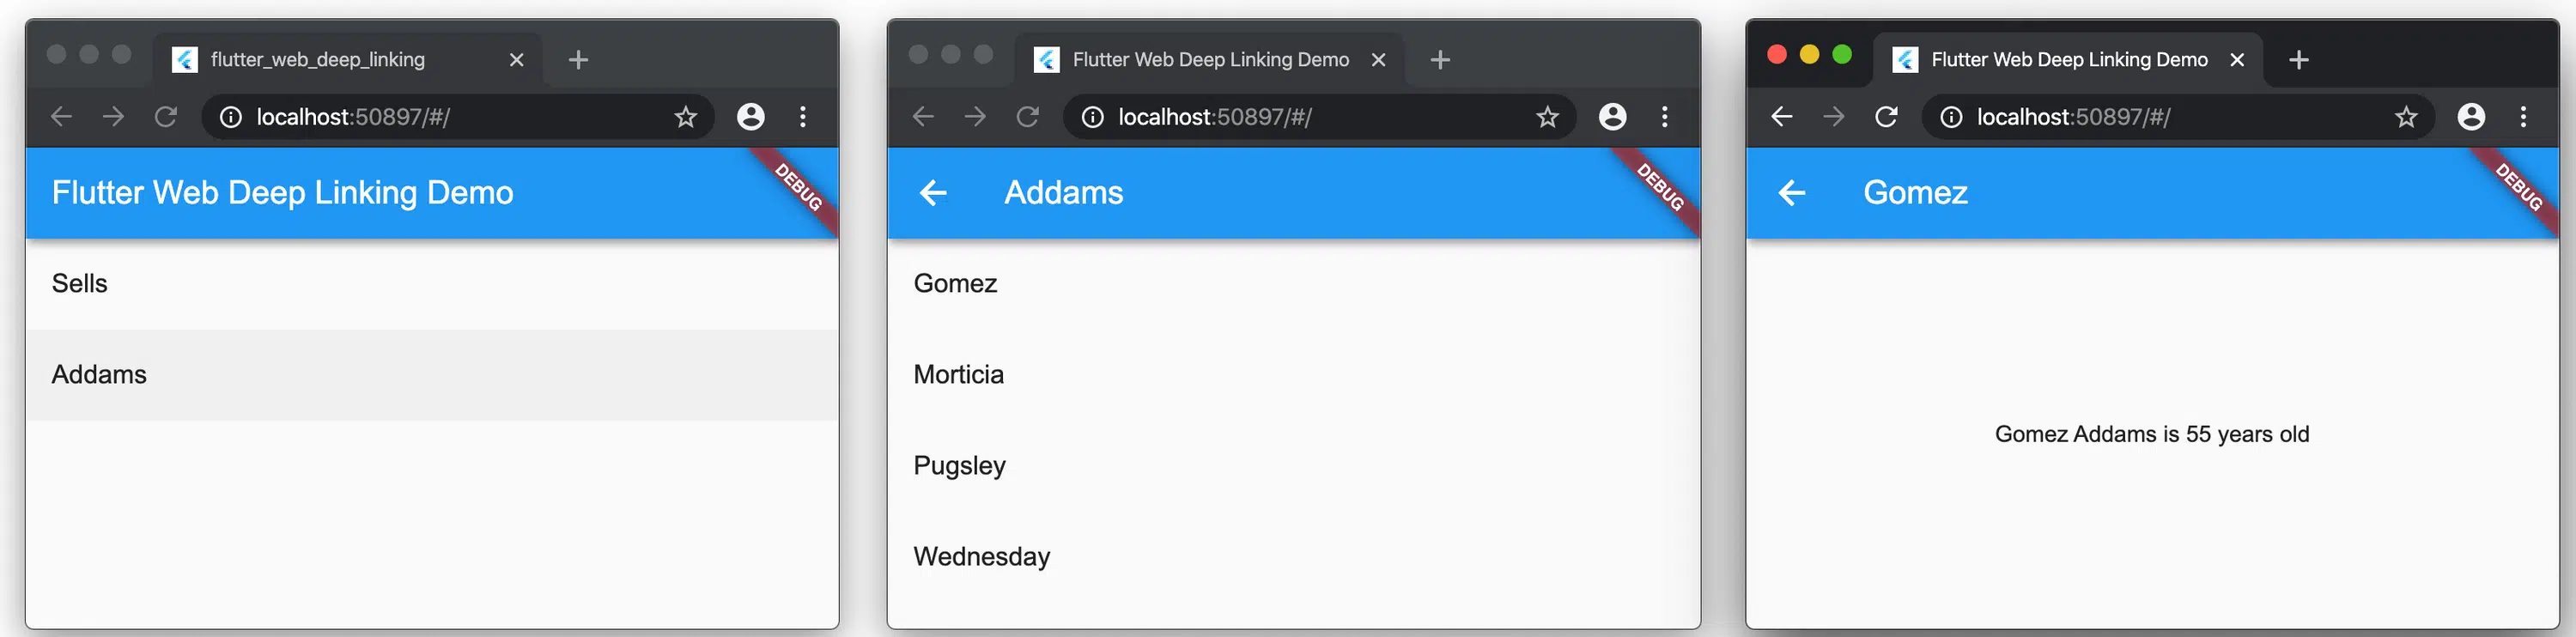 flutter_web_deep_linking
localhost:50897/#/
Flutter Web Deep Linking Demo
DEBUG
Sells
Addams
Flutter Web Deep Linking Demo
localhost:50897/#/
Addams
DEBUG
Gomez
Morticia
Pugsley
Wednesday
Flutter Web Deep Linking Demo
localhost:50897/#/
Gomez
DEBUG
Gomez Addams is 55 years old